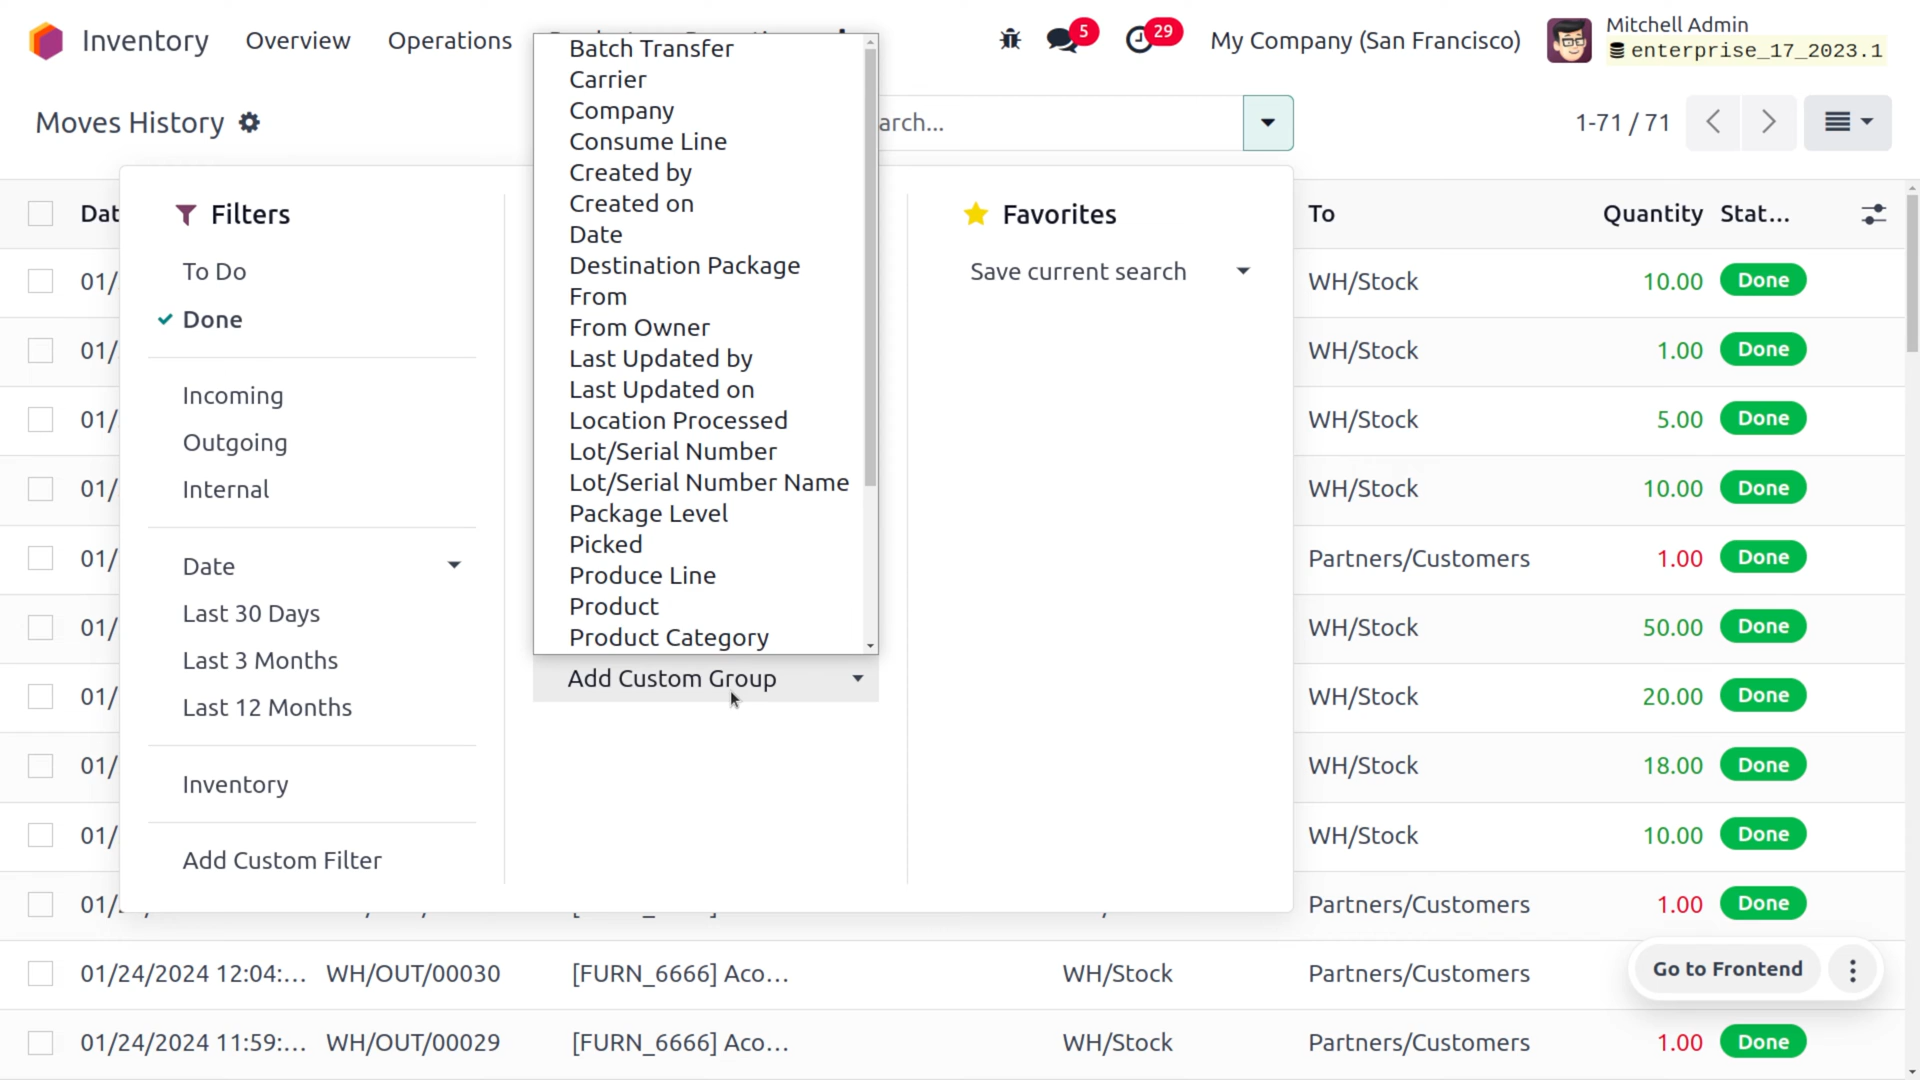 Inventory Overview Operations
5 29 My Company (San Francisco) Mitchell Admin
enterprise_17_2023.1
Moves History
arch...
1-71 / 71
Filters
To Do
Done
Incoming
Outgoing
Internal
Date
Last 30 Days
Last 3 Months
Last 12 Months
Inventory
Add Custom Filter
Batch Transfer
Carrier
Company
Consume Line
Created by
Created on
Date
Destination Package
From
From Owner
Last Updated by
Last Updated on
Location Processed
Lot/Serial Number
Lot/Serial Number Name
Package Level
Picked
Produce Line
Product
Product Category
Add Custom Group
Favorites
Save current search
Dat To Quantity Stat...
01/ WH/Stock 10.00 Done
01/ WH/Stock 1.00 Done
01/ WH/Stock 5.00 Done
01/ WH/Stock 10.00 Done
01/ Partners/Customers 1.00 Done
01/ WH/Stock 50.00 Done
01/ WH/Stock 20.00 Done
01/ WH/Stock 18.00 Done
01/ WH/Stock 10.00 Done
01/ Partners/Customers 1.00 Done
01/24/2024 12:04:... WH/OUT/00030 [FURN_6666] Aco... WH/Stock Partners/Customers
Go to Frontend
01/24/2024 11:59:... WH/OUT/00029 [FURN_6666] Aco... WH/Stock Partners/Customers 1.00 Done